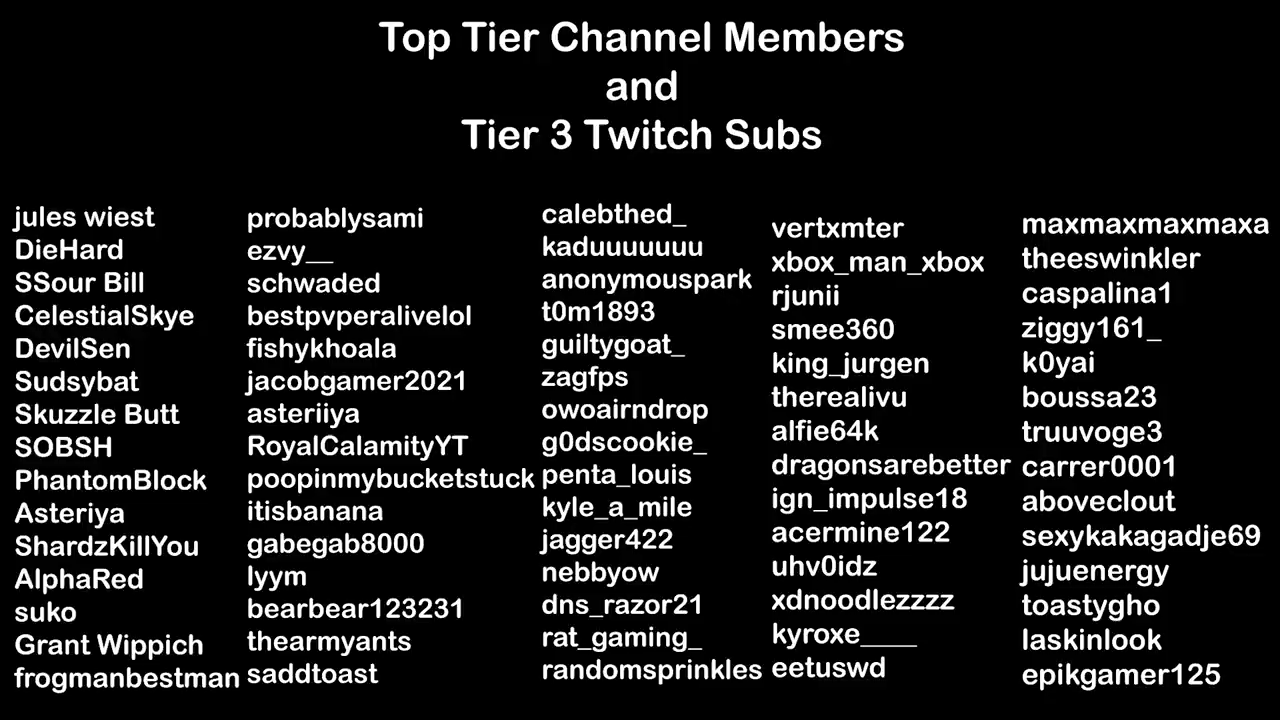 Top Tier Channel Members
and
Tier 3 Twitch Subs
jules wiest
DieHard
SSour Bill
CelestialSkye
DevilSen
Sudsybat
Skuzzle Butt
SOBSH
PhantomBlock
Asteriya
ShardzKillYou
AlphaRed
suko
Grant Wippich
frogmanbestman
probablysami
ezvy__
schwaded
bestpvperalivelol
fishykhoala
jacobgamer2021
asteriiya
RoyalCalamityYT
poopinmybucketstuck
itisbanana
gabegab8000
lyym
bearbear123231
thearmyants
saddtoast
calebthed_
kaduuuuuuu
anonymouspark
t0m1893
guiltygoat_
zagfps
owoairndrop
g0dscookie_
penta_louis
kyle_a_mile
jagger422
nebbyow
dns_razor21
rat_gaming_
randomsprinkles
vertxmter
xbox_man_xbox
rjunii
smee360
king_jurgen
therealivu
alfie64k
dragonsarebetter
ign_impulse18
acermine122
uhv0idz
xdnoodlezzzz
kyroxe____
eetuswd
maxmaxmaxmaxa
theeswinkler
caspalina1
ziggy161_
k0yai
boussa23
truuvoge3
carrer0001
aboveclout
sexykakagadje69
jujuenergy
toastygho
laskinlook
epikgamer125